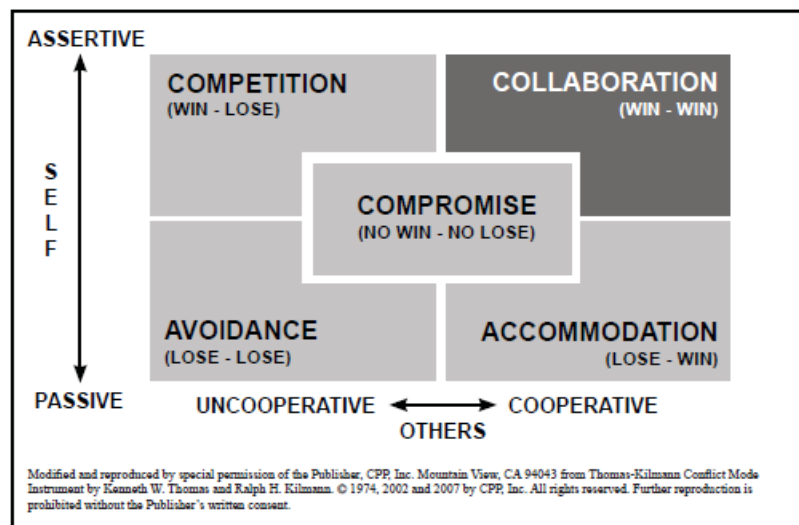 ASSERTIVE
COMPETITION
(WIN - LOSE)
COLLABORATION
(WIN - WIN)
SELF
COMPROMISE
(NO WIN - NO LOSE)
AVOIDANCE
(LOSE - LOSE)
ACCOMMODATION
(LOSE - WIN)
PASSIVE
UNCOOPERATIVE
COOPERATIVE
OTHERS
Modified and reproduced by special permission of the Publisher, CPP, Inc. Mountain View, CA 94043 from Thomas-Kilmann Conflict Mode
Instrument by Kenneth W. Thomas and Ralph H. Kilmann. © 1974, 2002 and 2007 by CPP, Inc. All rights reserved. Further reproduction is
prohibited without the Publisher's written consent.